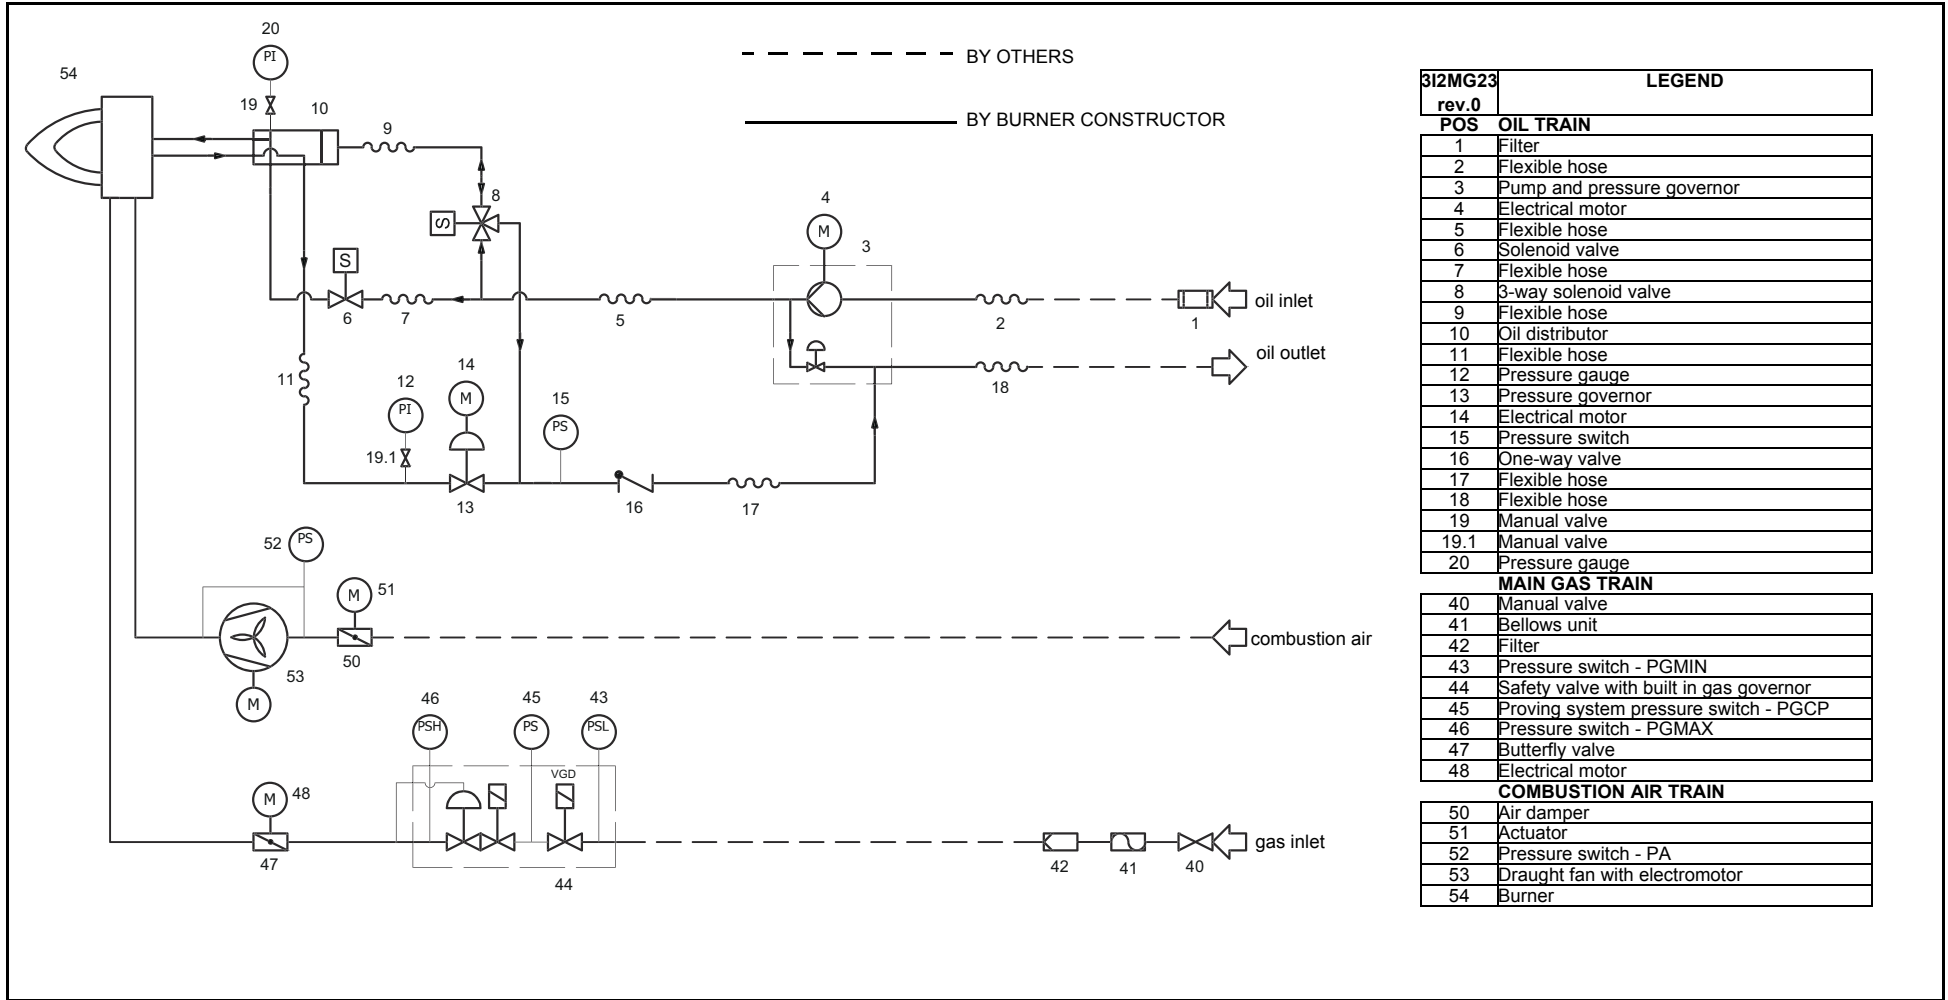 20
PI
BY OTHERS
54
19
10
9
BY BURNER CONSTRUCTOR
S
8
4
M
3
S
6
7
5
2
1
oil inlet
oil outlet
18
11
12
PI
14
M
15
PS
19.1
13
16
17
52
PS
M
51
50
combustion air
53
M
46
45
43
PSH
PS
PSL
VGD
M
48
47
44
42
41
40
gas inlet
3I2MG23 LEGEND
rev.0
POS OIL TRAIN
1 Filter
2 Flexible hose
3 Pump and pressure governor
4 Electrical motor
5 Flexible hose
6 Solenoid valve
7 Flexible hose
8 3-way solenoid valve
9 Flexible hose
10 Oil distributor
11 Flexible hose
12 Pressure gauge
13 Pressure governor
14 Electrical motor
15 Pressure switch
16 One-way valve
17 Flexible hose
18 Flexible hose
19 Manual valve
19.1 Manual valve
20 Pressure gauge
MAIN GAS TRAIN
40 Manual valve
41 Bellows unit
42 Filter
43 Pressure switch - PGMIN
44 Safety valve with built in gas governor
45 Proving system pressure switch - PGCP
46 Pressure switch - PGMAX
47 Butterfly valve
48 Electrical motor
COMBUSTION AIR TRAIN
50 Air damper
51 Actuator
52 Pressure switch - PA
53 Draught fan with electromotor
54 Burner